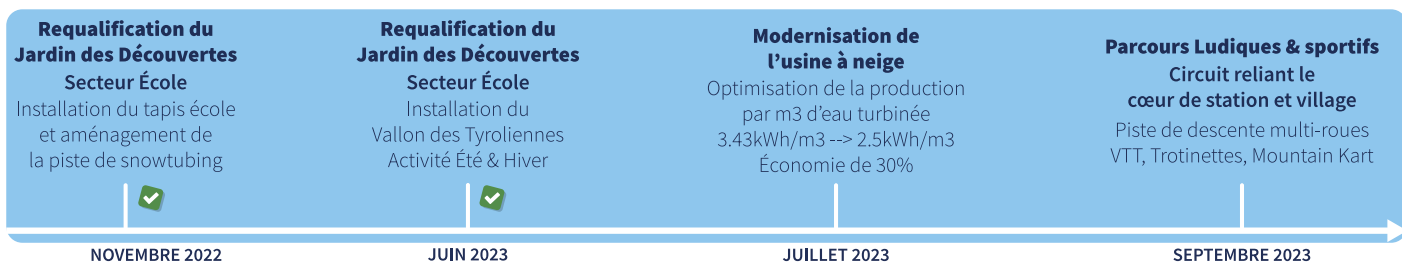 Requalification du
Jardin des Découvertes
Secteur École
Installation du tapis école
et aménagement de
la piste de snowtubing
NOVEMBRE 2022
Requalification du
Jardin des Découvertes
Secteur École
Installation du
Vallon des Tyroliennes
Activité Été & Hiver
JUIN 2023
Modernisation de
l'usine à neige
Optimisation de la production
par m3 d'eau turbinée
3.43kWh/m3 --> 2.5kWh/m3
Économie de 30%
JUILLET 2023
Parcours Ludiques & sportifs
Circuit reliant le
cœur de station et village
Piste de descente multi-roues
VTT, Trotinettes, Mountain Kart
SEPTEMBRE 2023